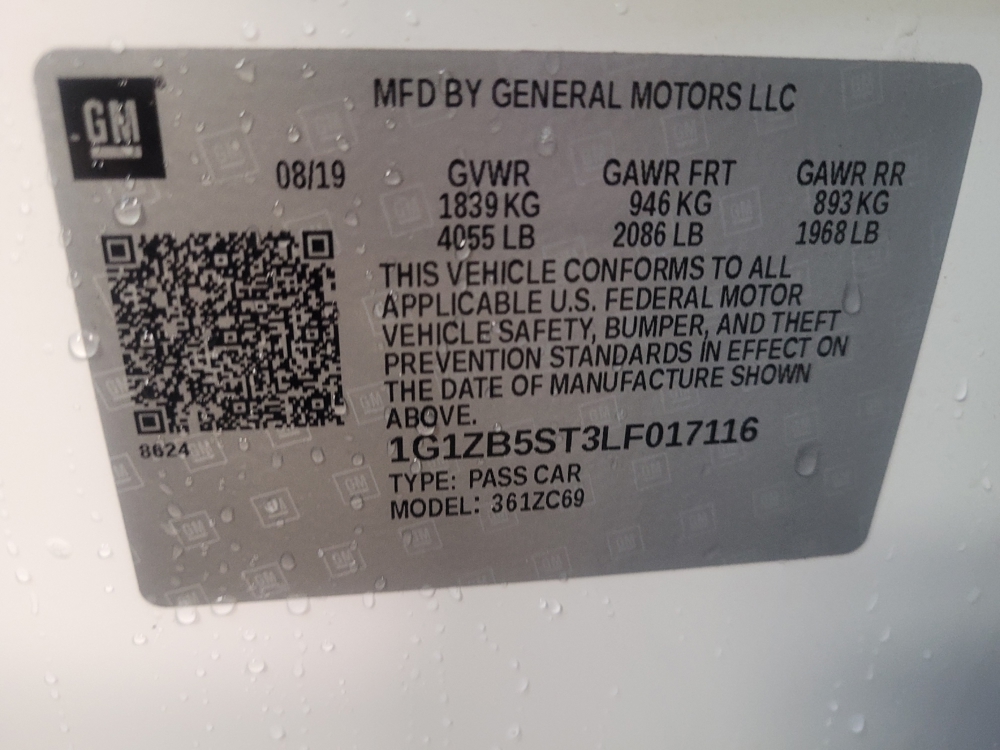 GM
MFD BY GENERAL MOTORS LLC
08/19 GVWR GAWR FRT GAWR RR
1839 KG 946 KG 893 KG
4055 LB 2086 LB 1968 LB
THIS VEHICLE CONFORMS TO ALL
APPLICABLE U.S. FEDERAL MOTOR
VEHICLE SAFETY, BUMPER, AND THEFT
PREVENTION STANDARDS IN EFFECT ON
THE DATE OF MANUFACTURE SHOWN
ABOVE.
8624
1G1ZB5ST3LF017116
TYPE: PASS CAR
MODEL: 361ZC69